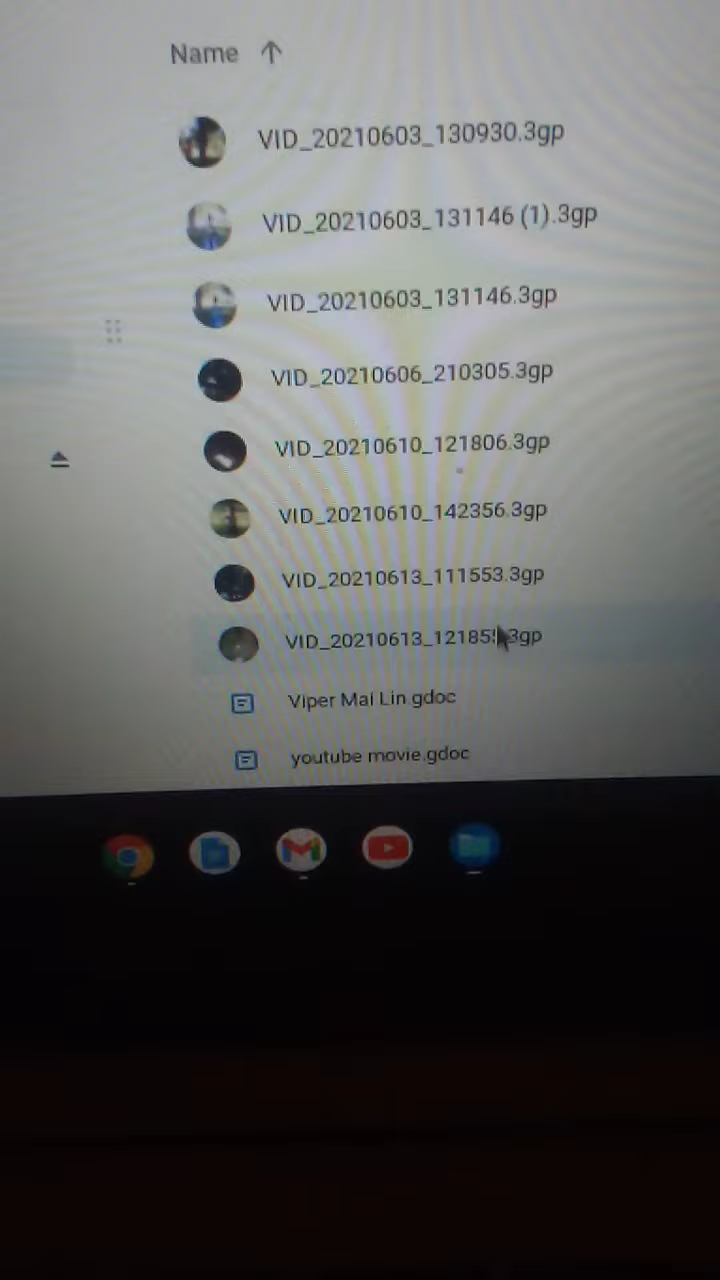 Name
VID_20210603_130930.3gp
VID_20210603_131146 (1).3gp
VID_20210603_131146.3gp
VID_20210606_210305.3gp
VID_20210610_121806.3gp
VID_20210610_142356.3gp
VID_20210613_111553.3gp
Viper Mai Lin.gdoc
youtube movie.gdoc